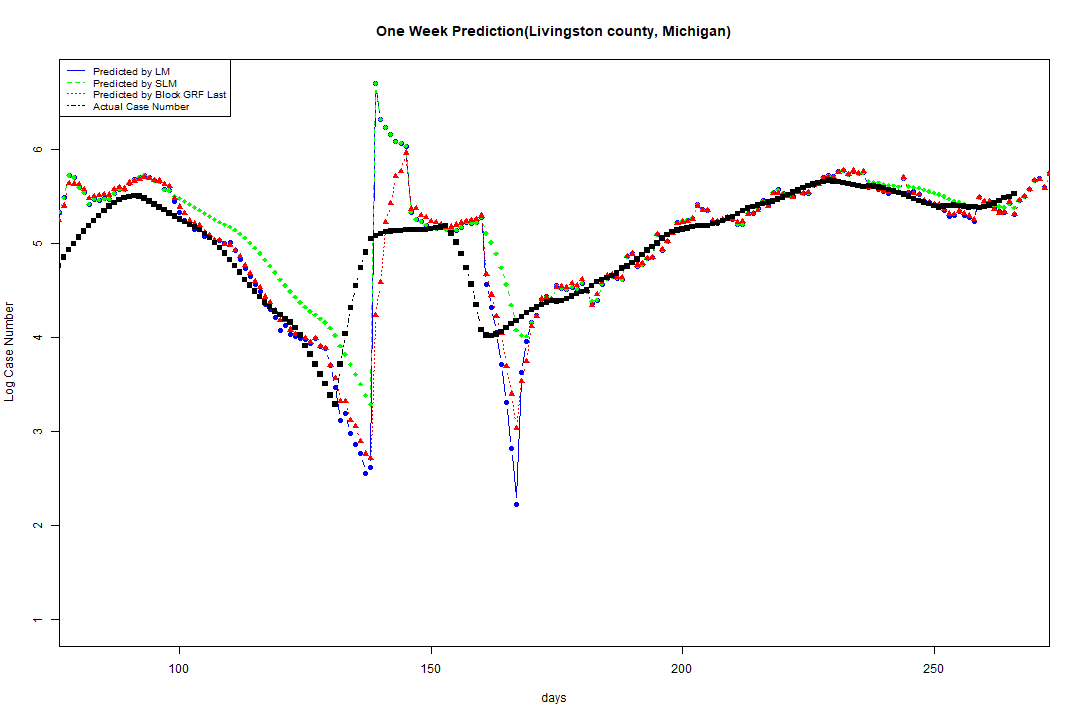 One Week Prediction(Livingston county, Michigan)
Predicted by LM
Predicted by SLM
Predicted by Block GRF Last
Actual Case Number
6
5
4
3
2
1
Log Case Number
100 150 200 250
days